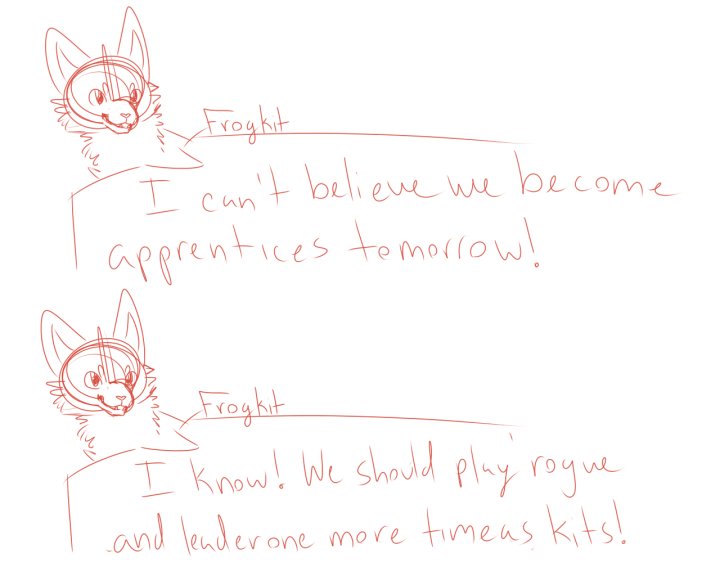 Frogkit
I can't believe we become
apprentices tomorrow!
Frogkit
I know! We should play rogue
and leader one more time as kits!